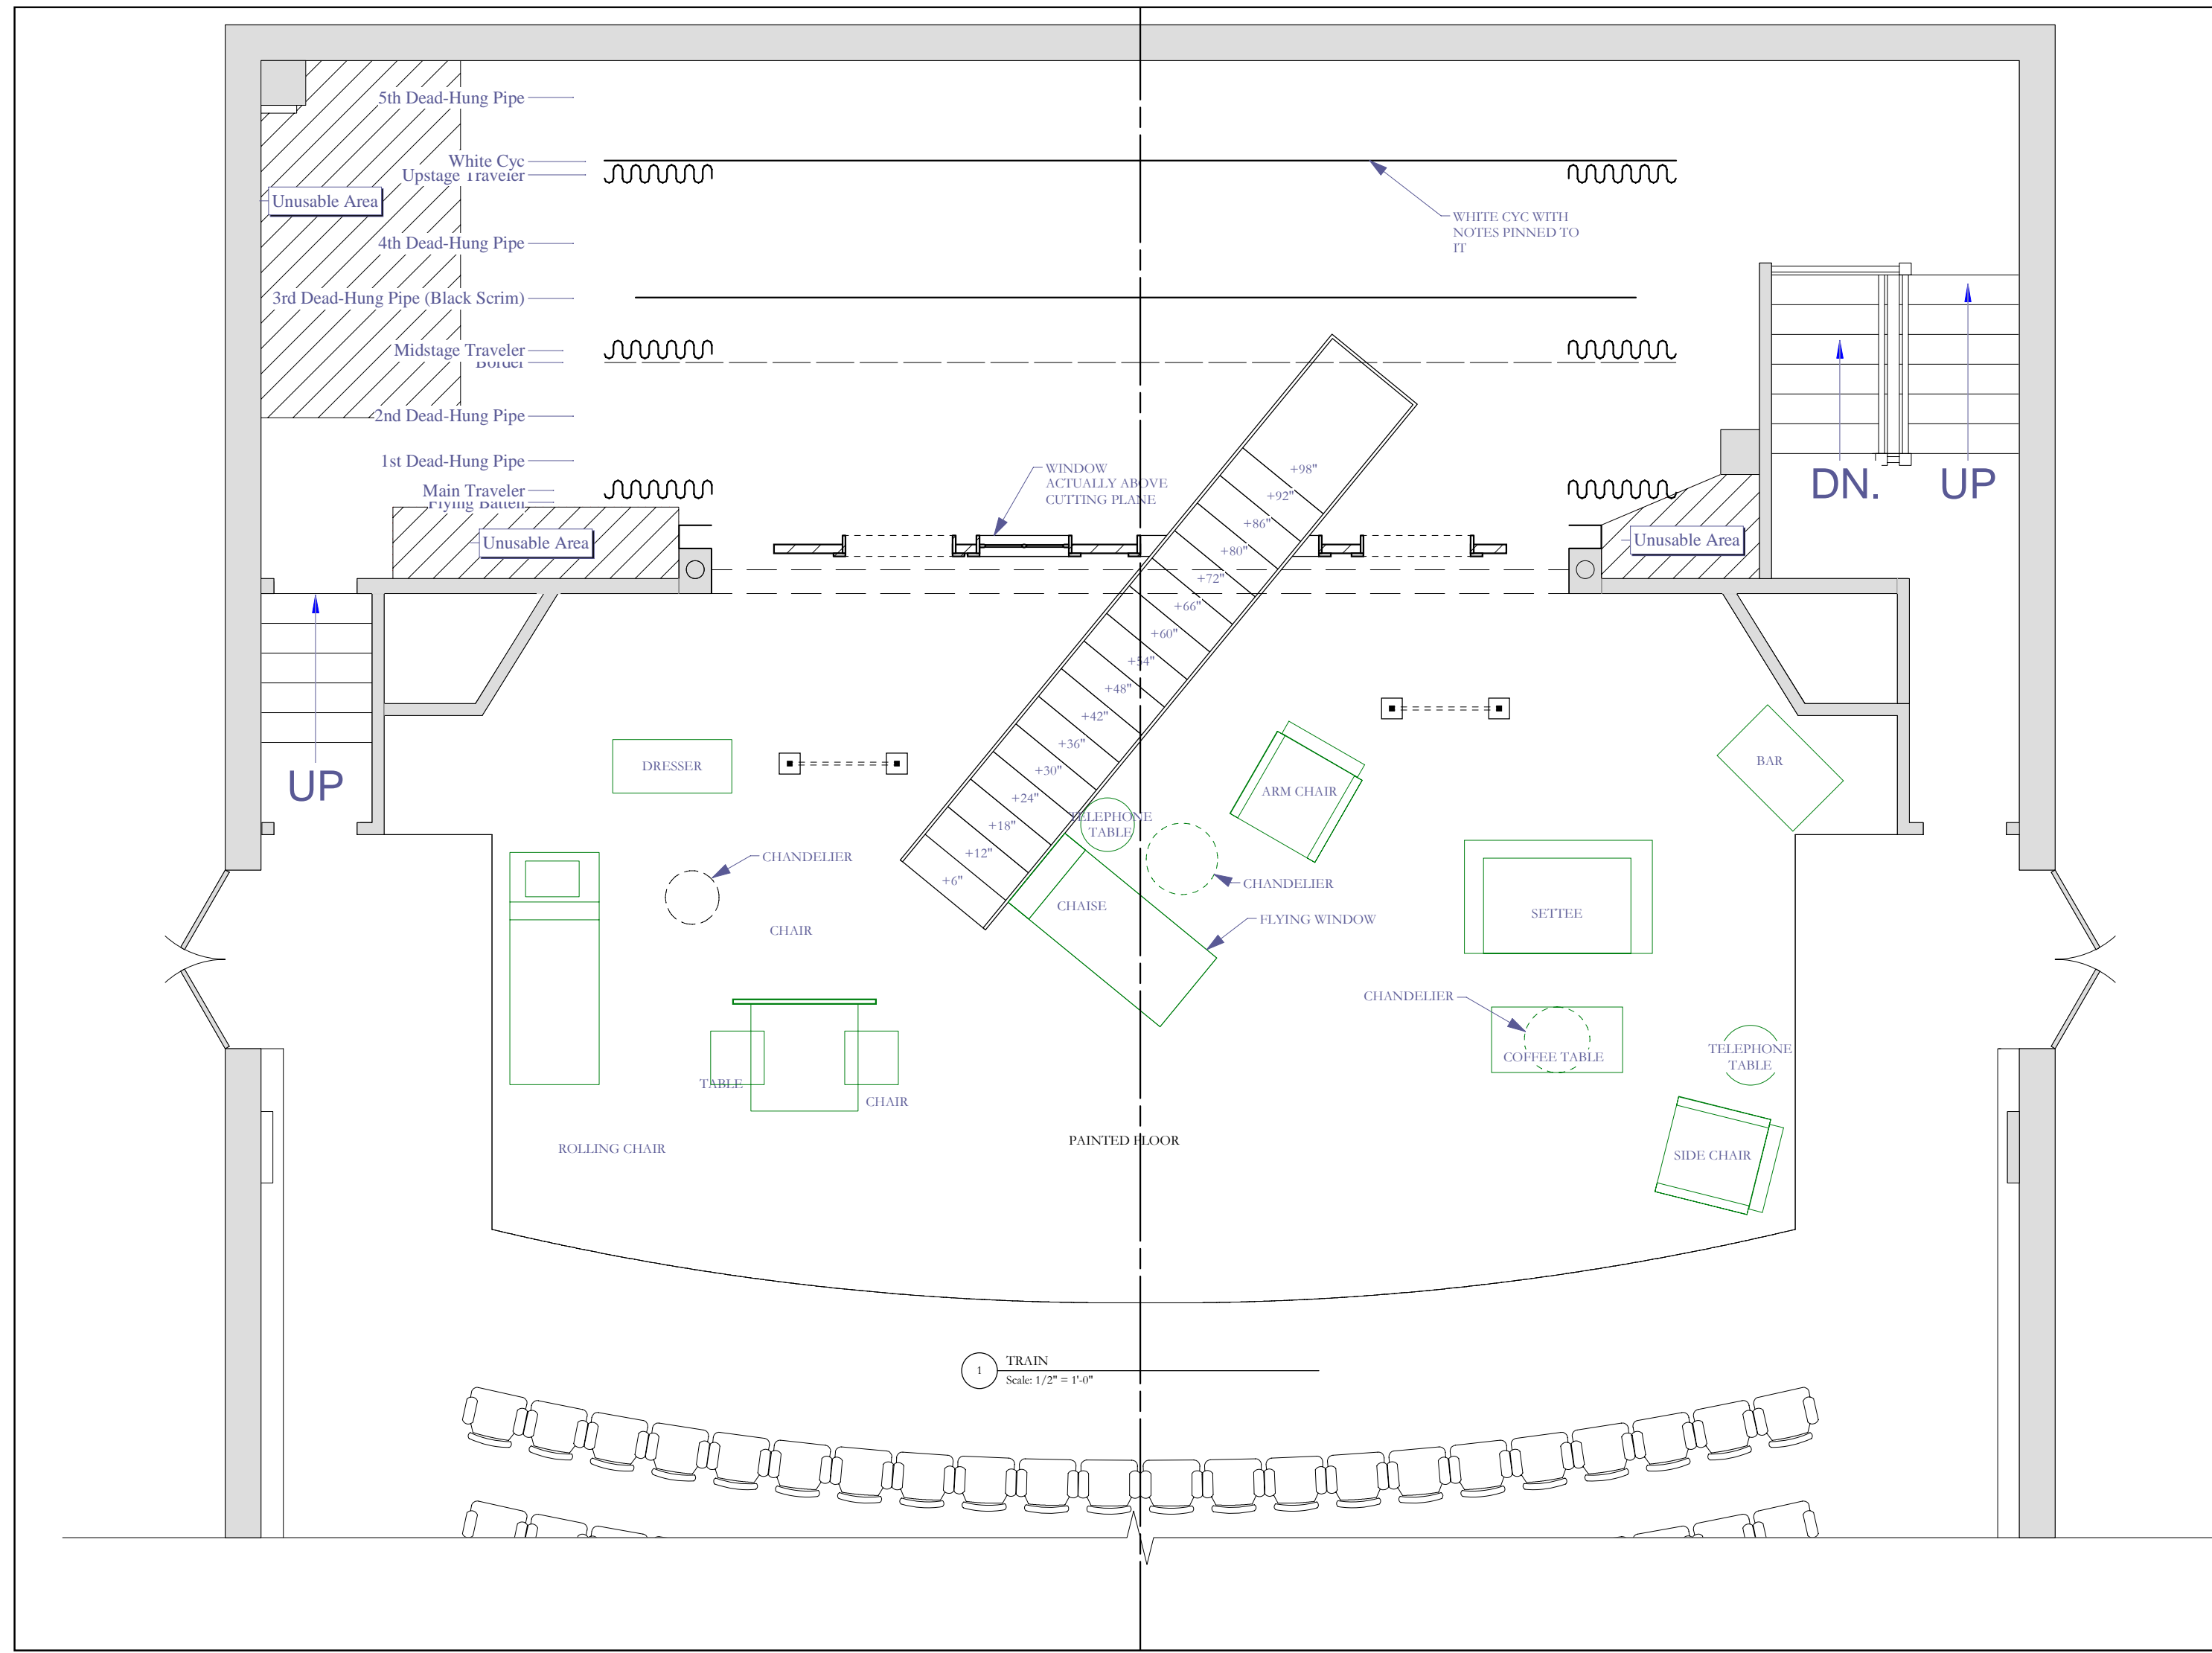 5th Dead-Hung Pipe
White Cyc
Upstage Traveler
Unusable Area
WHITE CYC WITH
NOTES PINNED TO
IT
4th Dead-Hung Pipe
3rd Dead-Hung Pipe (Black Scrim)
Midstage Traveler
Border
2nd Dead-Hung Pipe
1st Dead-Hung Pipe
WINDOW
ACTUALLY ABOVE
CUTTING PLANE
+98"
Main Traveler
Flying Batten
+92"
DN.
UP
+86"
Unusable Area
Unusable Area
+80"
+72"
+66"
+60"
+54"
+48"
+42"
+36"
+30"
+24"
+18"
+12"
+6"
UP
DRESSER
ARM CHAIR
BAR
TELEPHONE
TABLE
CHANDELIER
CHANDELIER
CHAISE
FLYING WINDOW
SETTEE
CHAIR
CHANDELIER
COFFEE TABLE
TELEPHONE
TABLE
TABLE
CHAIR
PAINTED FLOOR
ROLLING CHAIR
SIDE CHAIR
1
TRAIN
Scale: 1/2" = 1'-0"